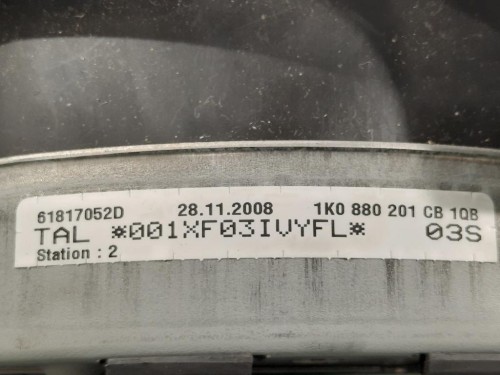 61817052D 28.11.2008 1K0 880 201 CB 1QB
TAL *001XF03IVYFL* 03S
Station : 2